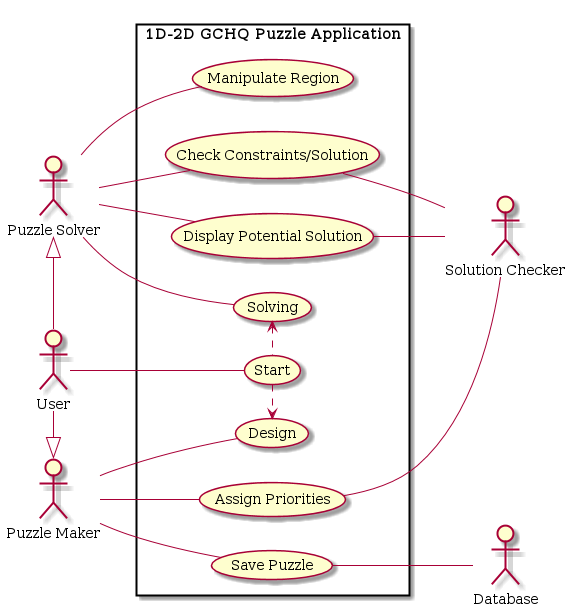 1D-2D GCHQ Puzzle Application
Manipulate Region
Check Constraints/Solution
Puzzle Solver
Display Potential Solution
Solution Checker
Solving
Start
User
Design
Assign Priorities
Puzzle Maker
Save Puzzle
Database